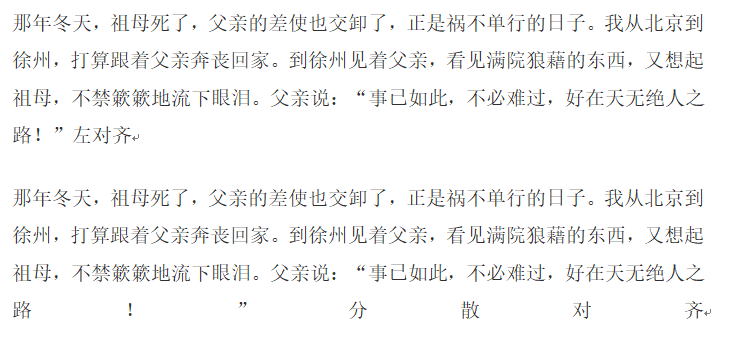 那年冬天，祖母死了，父亲的差使也交卸了，正是祸不单行的日子。我从北京到
徐州，打算跟着父亲奔丧回家。到徐州见着父亲，看见满院狼藉的东西，又想起
祖母，不禁簌簌地流下眼泪。父亲说：“事已如此，不必难过，好在天无绝人之
路！”左对齐
那年冬天，祖母死了，父亲的差使也交卸了，正是祸不单行的日子。我从北京到
徐州，打算跟着父亲奔丧回家。到徐州见着父亲，看见满院狼藉的东西，又想起
祖母，不禁簌簌地流下眼泪。父亲说：“事已如此，不必难过，好在天无绝人之
路！”分散对齐